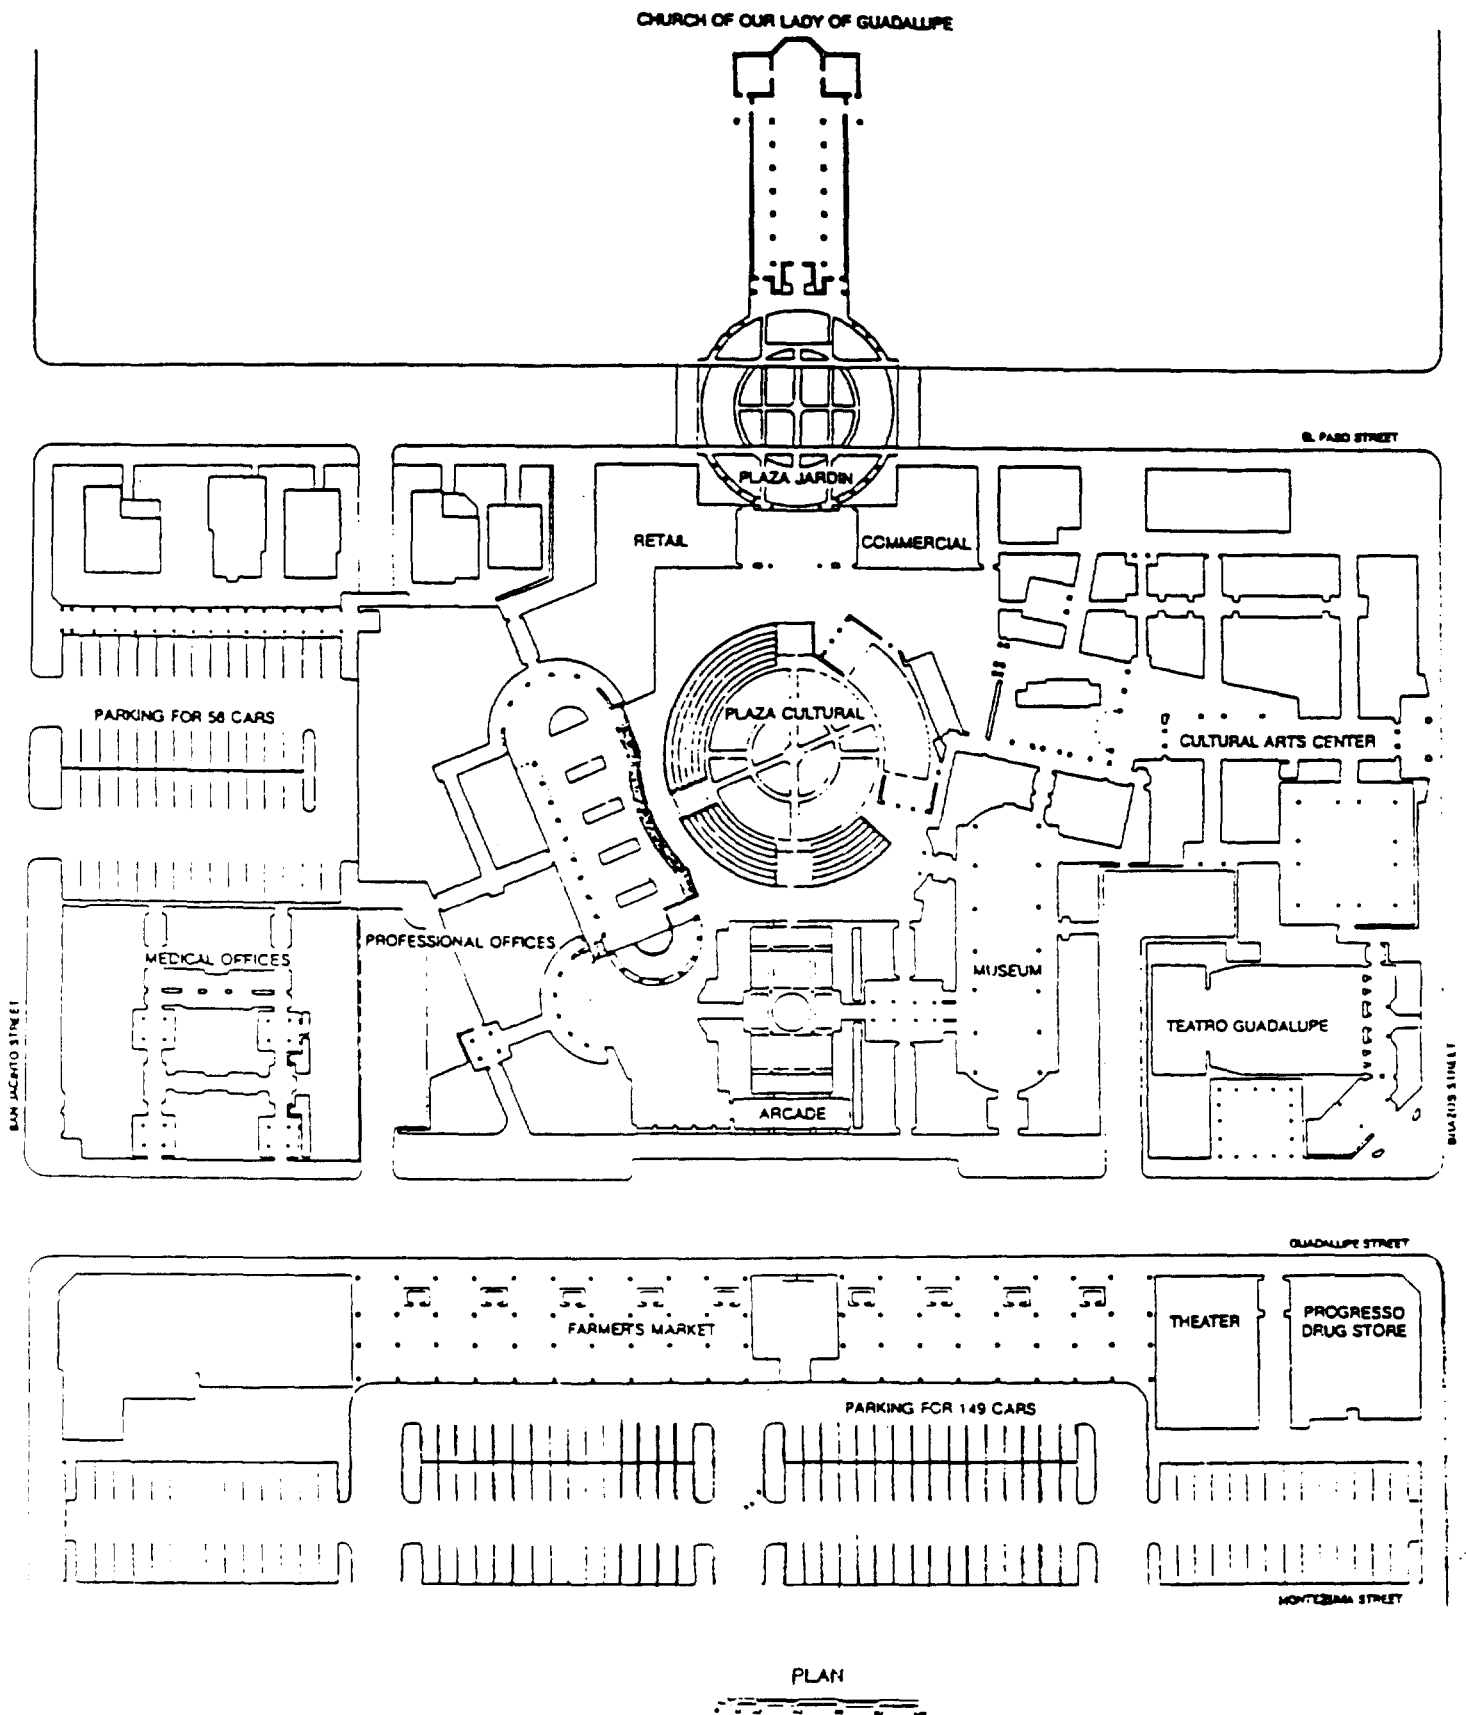 CHURCH OF OUR LADY OF GUADALUPE
EL PASO STREET
PLAZA JARDIN
RETAIL
COMMERCIAL
PARKING FOR 58 CARS
PLAZA CULTURAL
CULTURAL ARTS CENTER
PROFESSIONAL OFFICES
MEDICAL OFFICES
MUSEUM
TEATRO GUADALUPE
SAN JACINTO STREET
BRAZOS STREET
ARCADE
GUADALUPE STREET
FARMER'S MARKET
THEATER
PROGRESSO
DRUG STORE
PARKING FOR 149 CARS
MONTEZUMA STREET
PLAN